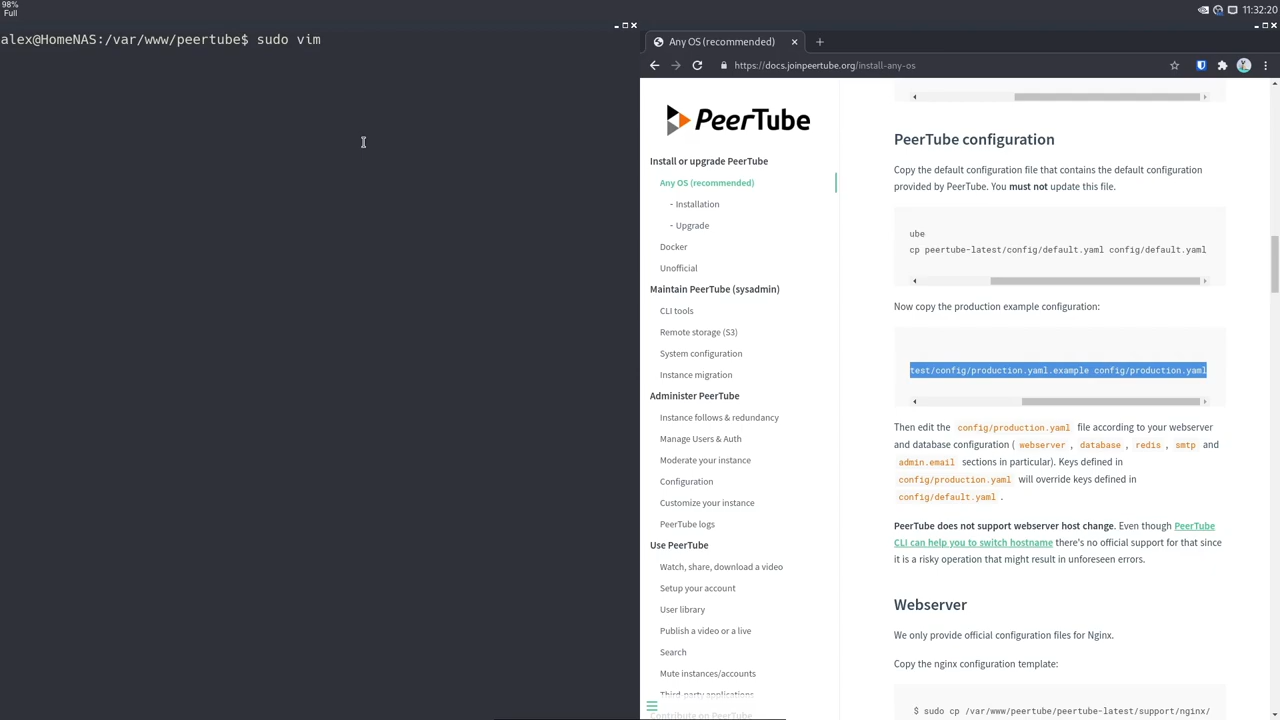 98%
Full
11:32:20
alex@HomeNAS:/var/www/peertube$ sudo vim
Any OS (recommended)
https://docs.joinpeertube.org/install-any-os
PeerTube
Install or upgrade PeerTube
Any OS (recommended)
- Installation
- Upgrade
Docker
Unofficial
Maintain PeerTube (sysadmin)
CLI tools
Remote storage (S3)
System configuration
Instance migration
Administer PeerTube
Instance follows & redundancy
Manage Users & Auth
Moderate your instance
Configuration
Customize your instance
PeerTube logs
Use PeerTube
Watch, share, download a video
Setup your account
User library
Publish a video or a live
Search
Mute instances/accounts
Third-party applications
Contribute on PeerTube
PeerTube configuration
Copy the default configuration file that contains the default configuration
provided by PeerTube. You must not update this file.
ube
cp peertube-latest/config/default.yaml config/default.yaml
Now copy the production example configuration:
test/config/production.yaml.example config/production.yaml
Then edit the config/production.yaml file according to your webserver
and database configuration ( webserver , database , redis , smtp and
admin.email sections in particular). Keys defined in
config/production.yaml will override keys defined in
config/default.yaml .
PeerTube does not support webserver host change. Even though PeerTube
CLI can help you to switch hostname there's no official support for that since
it is a risky operation that might result in unforeseen errors.
Webserver
We only provide official configuration files for Nginx.
Copy the nginx configuration template:
$ sudo cp /var/www/peertube/peertube-latest/support/nginx/